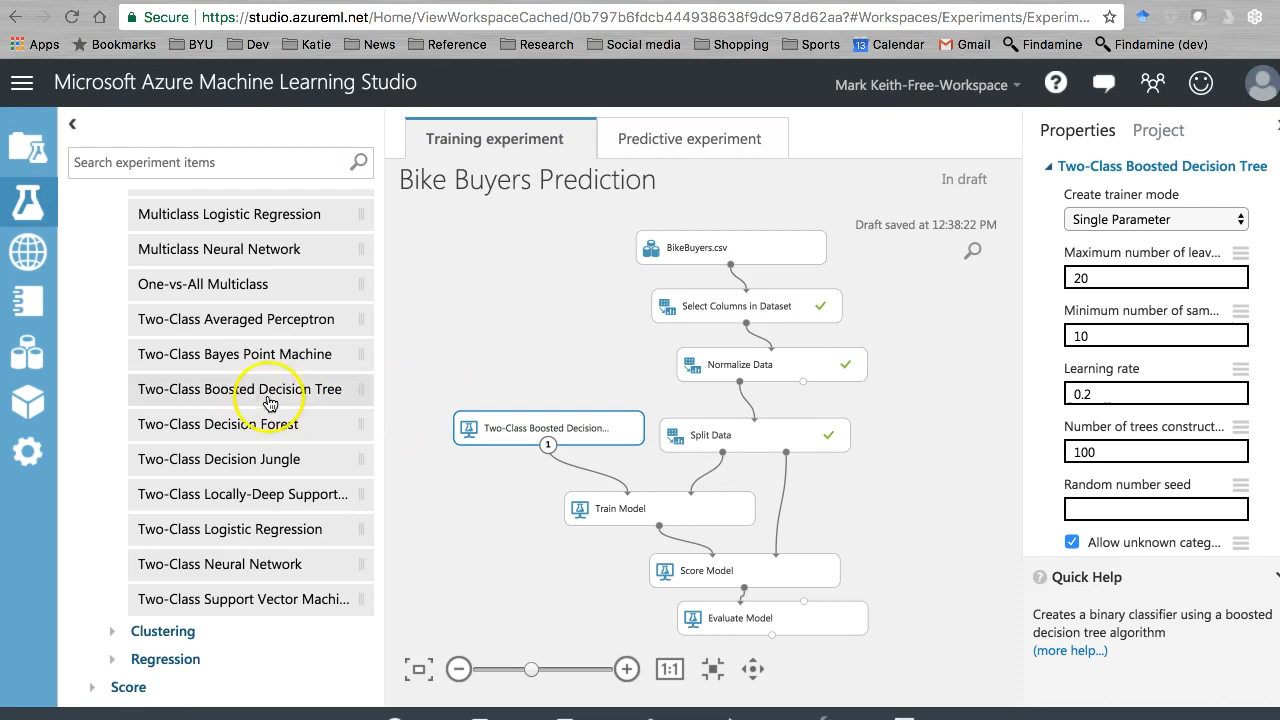 Secure https://studio.azureml.net/Home/ViewWorkspaceCached/0b797b6fdcb444938638f9dc978d62aa?#Workspaces/Experiments/Experim...
Apps Bookmarks BYU Dev Katie News Reference Research Social media Shopping Sports 13 Calendar Gmail Findamine Findamine (dev)
Microsoft Azure Machine Learning Studio
Mark Keith-Free-Workspace
?
Search experiment items
Multiclass Logistic Regression
Multiclass Neural Network
One-vs-All Multiclass
Two-Class Averaged Perceptron
Two-Class Bayes Point Machine
Two-Class Boosted Decision Tree
Two-Class Decision Forest
Two-Class Decision Jungle
Two-Class Locally-Deep Support...
Two-Class Logistic Regression
Two-Class Neural Network
Two-Class Support Vector Machi...
Clustering
Regression
Score
Training experiment
Predictive experiment
Bike Buyers Prediction
In draft
Draft saved at 12:38:22 PM
BikeBuyers.csv
Select Columns in Dataset
Normalize Data
Two-Class Boosted Decision...
1
Split Data
Train Model
Score Model
Evaluate Model
1:1
Properties Project
Two-Class Boosted Decision Tree
Create trainer mode
Single Parameter
Maximum number of leav...
20
Minimum number of sam...
10
Learning rate
0.2
Number of trees construct...
100
Random number seed
Allow unknown categ...
? Quick Help
Creates a binary classifier using a boosted
decision tree algorithm
(more help...)